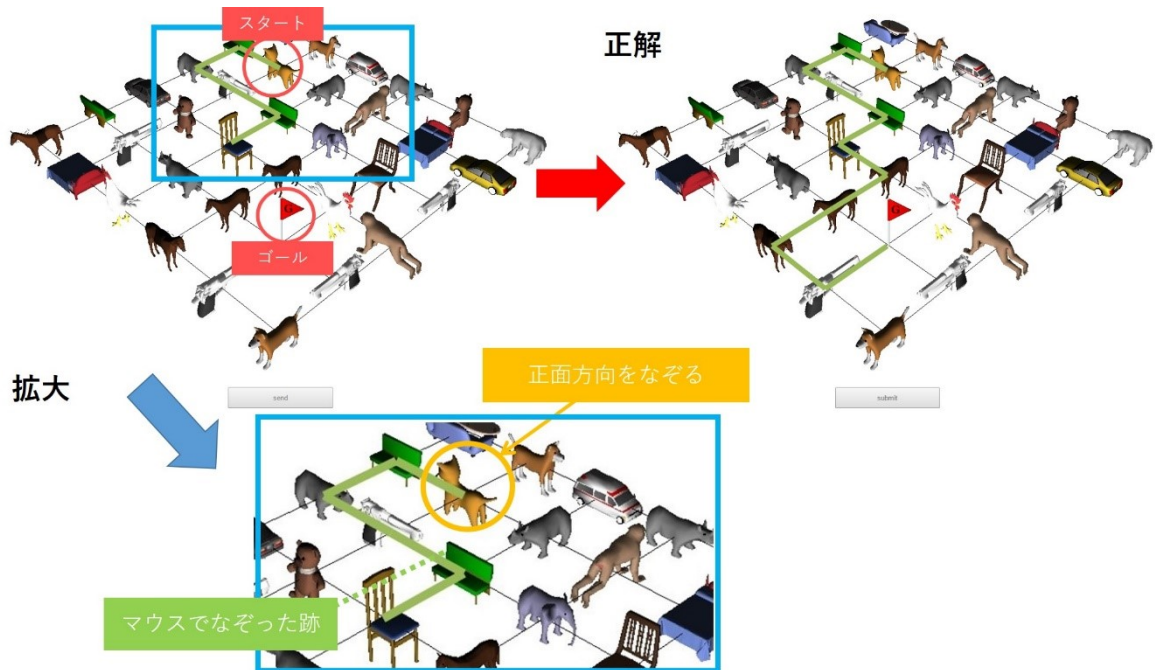 スタート
正解
G
G
ゴール
拡大
send
正面方向をなぞる
submit
マウスでなぞった跡